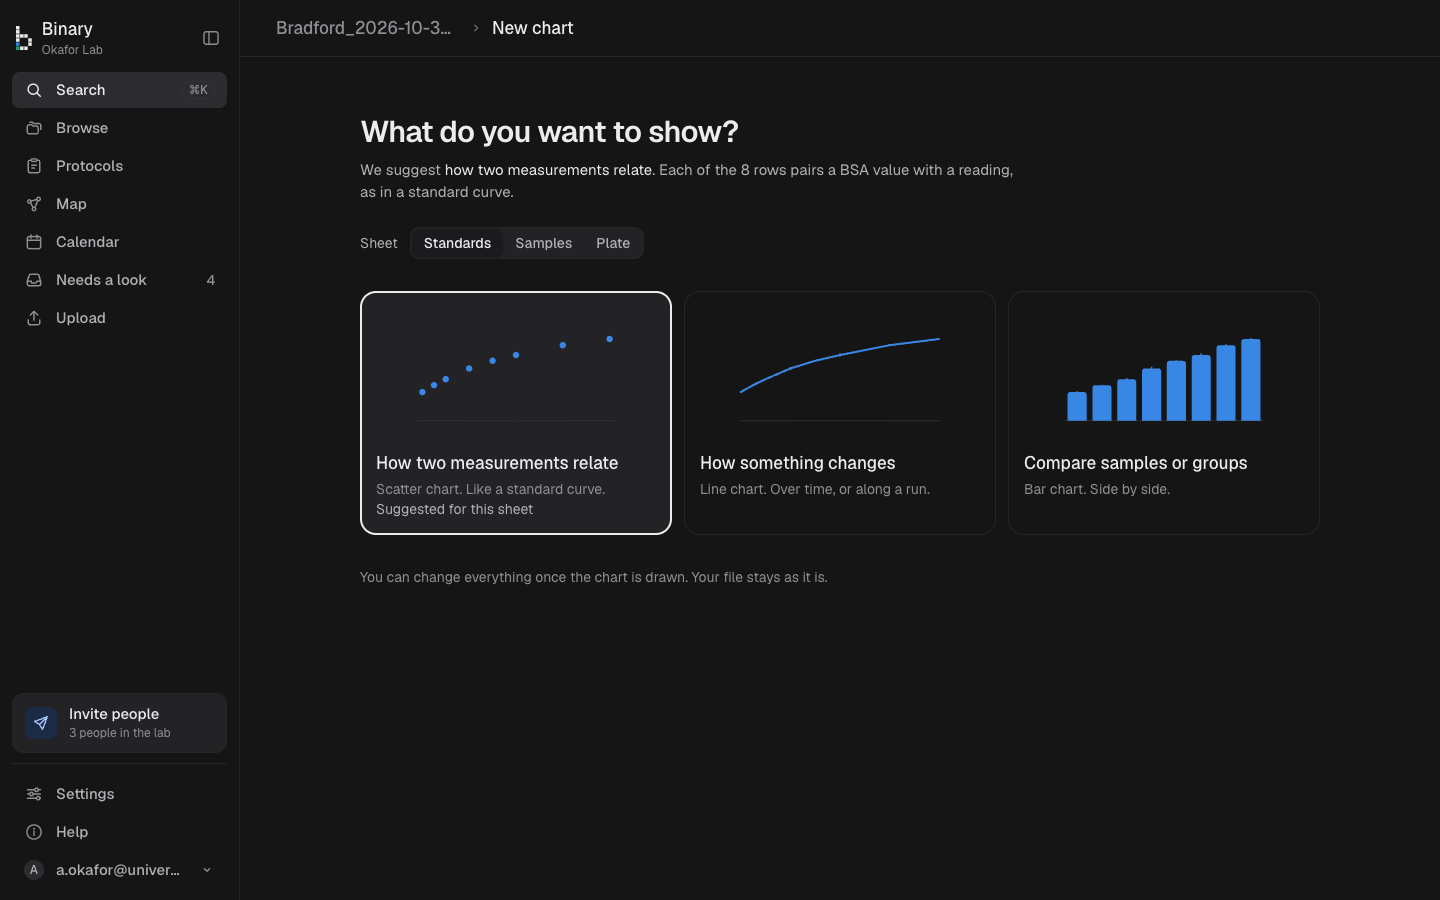 Binary
Okafor Lab
Search ⌘K
Browse
Protocols
Map
Calendar
Needs a look 4
Upload
Invite people
3 people in the lab
Settings
Help
A a.okafor@univer...
Bradford_2026-10-3... › New chart
What do you want to show?
We suggest how two measurements relate. Each of the 8 rows pairs a BSA value with a reading,
as in a standard curve.
Sheet Standards Samples Plate
How two measurements relate
Scatter chart. Like a standard curve.
Suggested for this sheet
How something changes
Line chart. Over time, or along a run.
Compare samples or groups
Bar chart. Side by side.
You can change everything once the chart is drawn. Your file stays as it is.